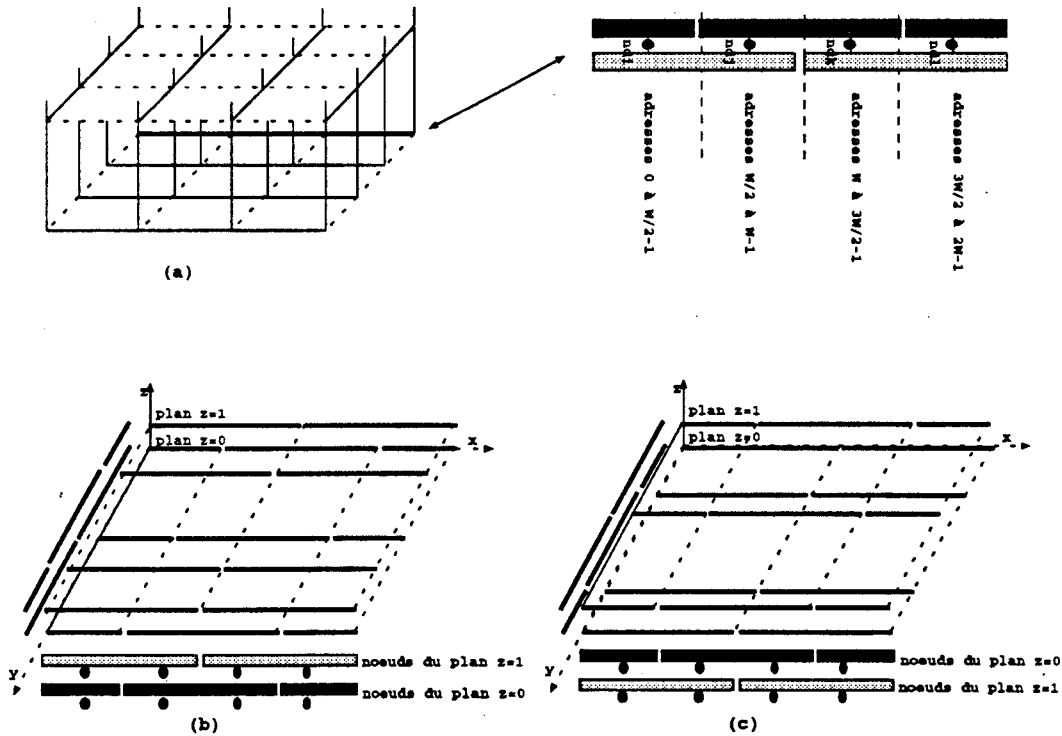 ndi
ndj
ndk
ndl
adresses 0 à W/2-1
adresses W/2 à W-1
adresses W à 3W/2-1
adresses 3W/2 à 2W-1
(a)
z
plan z=1
plan z=0
x
y
noeuds du plan z=1
noeuds du plan z=0
(b)
z
plan z=1
plan z=0
x
y
noeuds du plan z=0
noeuds du plan z=1
(c)